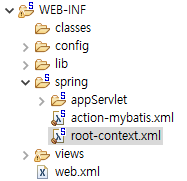 WEB-INF
classes
config
lib
spring
appServlet
action-mybatis.xml
root-context.xml
views
web.xml